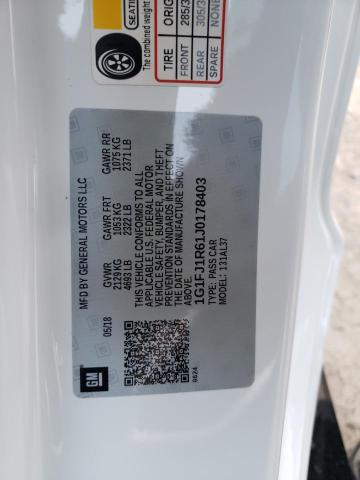 SEATI
The combined weight
TIRE ORIG
FRONT 285/3
REAR 305/3
SPARE NONE
MFD BY GENERAL MOTORS LLC
05/18
GM
GVWR GAWR FRT GAWR RR
2129 KG 1053 KG 1075 KG
4693 LB 2322 LB 2371 LB
THIS VEHICLE CONFORMS TO ALL
APPLICABLE U.S. FEDERAL MOTOR
VEHICLE SAFETY, BUMPER, AND THEFT
PREVENTION STANDARDS IN EFFECT ON
THE DATE OF MANUFACTURE SHOWN
ABOVE.
1G1FJ1R61J0178403
TYPE: PASS CAR
MODEL: 131AL37
8624